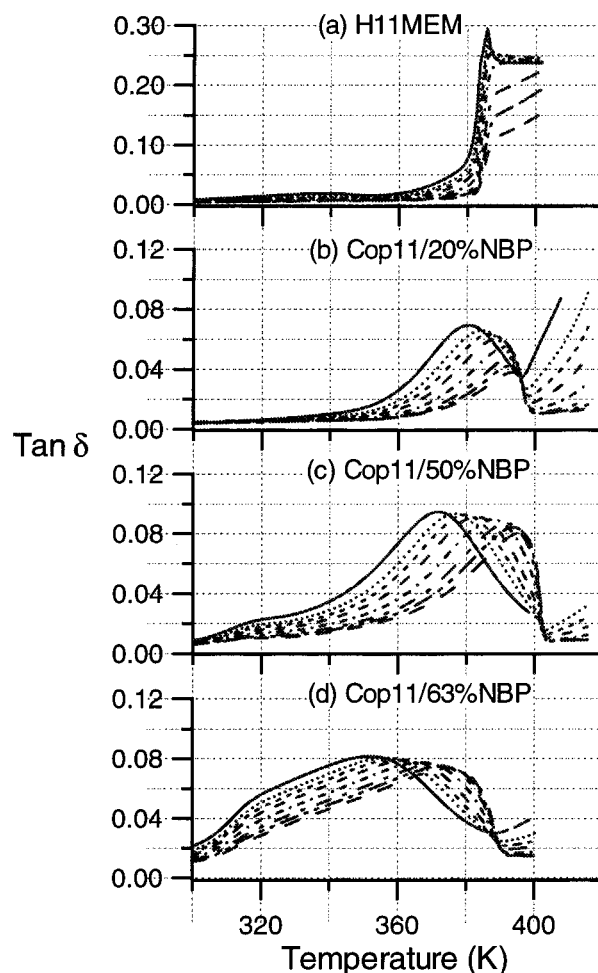 (a) H11MEM
0.30
0.20
0.10
0.00
(b) Cop11/20%NBP
0.12
0.08
0.04
0.00
Tan δ
(c) Cop11/50%NBP
0.12
0.08
0.04
0.00
(d) Cop11/63%NBP
0.12
0.08
0.04
0.00
320 360 400
Temperature (K)